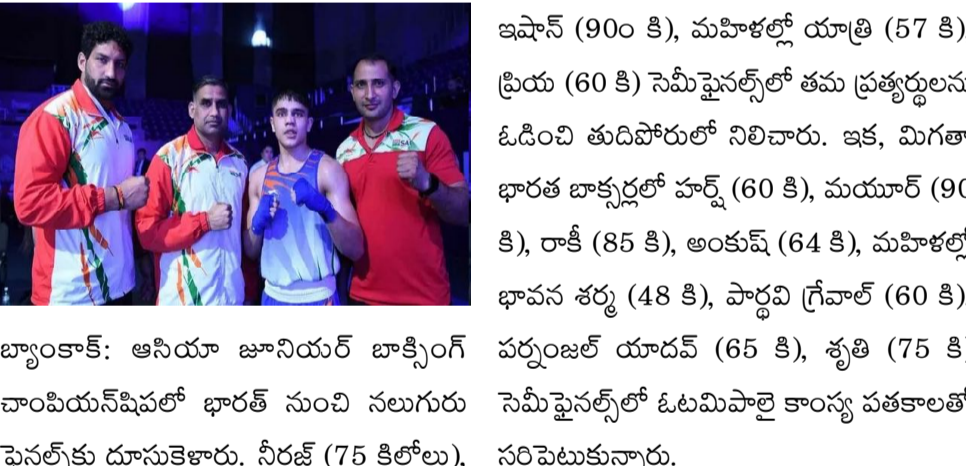 బ్యాంకాక్: ఆసియా జూనియర్ బాక్సింగ్
చాంపియన్‌షిపలో భారత్ నుంచి నలుగురు
ఫైనల్స్‌కు దూసుకెళారు. నీరజ్ (75 కిలోలు),
ఇషాన్ (90ం కి), మహిళల్లో యాత్రి (57 కి)
ప్రియ (60 కి) సెమీఫైనల్స్‌లో తమ ప్రత్యర్థులను
ఓడించి తుదిపోరులో నిలిచారు. ఇక, మిగతా
భారత బాక్సర్లలో హర్ష్ (60 కి), మయూర్ (90
కి), రాకీ (85 కి), అంకుష్ (64 కి), మహిళల్లో
భావన శర్మ (48 కి), పార్థవి గ్రేవాల్ (60 కి)
పర్నంజల్ యాదవ్ (65 కి), శృతి (75 కి
సెమీఫైనల్స్‌లో ఓటమిపాలై కాంస్య పతకాలతో
సరిపెటుకునారు.